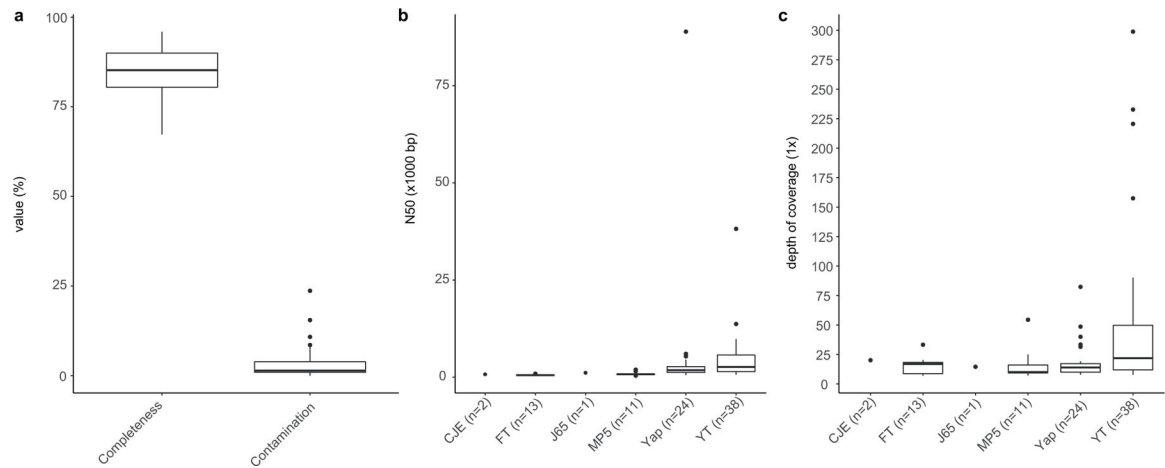 a
value (%)
100
75
50
25
0
Completeness
Contamination
b
N50 (x1000 bp)
75
50
25
0
CJE (n=2)
FT (n=13)
J65 (n=1)
MP5 (n=11)
Yap (n=24)
YT (n=38)
c
depth of coverage (1x)
300
275
250
225
200
175
150
125
100
75
50
25
0
CJE (n=2)
FT (n=13)
J65 (n=1)
MP5 (n=11)
Yap (n=24)
YT (n=38)